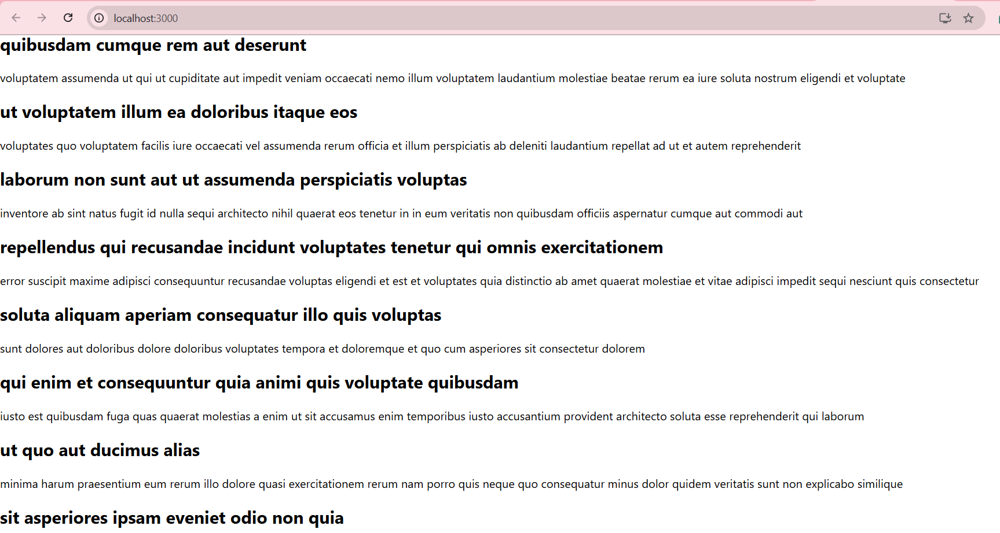 localhost:3000
quibusdam cumque rem aut deserunt
voluptatem assumenda ut qui ut cupiditate aut impedit veniam occaecati nemo illum voluptatem laudantium molestiae beatae rerum ea iure soluta nostrum eligendi et voluptate
ut voluptatem illum ea doloribus itaque eos
voluptates quo voluptatem facilis iure occaecati vel assumenda rerum officia et illum perspiciatis ab deleniti laudantium repellat ad ut et autem reprehenderit
laborum non sunt aut ut assumenda perspiciatis voluptas
inventore ab sint natus fugit id nulla sequi architecto nihil quaerat eos tenetur in in eum veritatis non quibusdam officiis aspernatur cumque aut commodi aut
repellendus qui recusandae incidunt voluptates tenetur qui omnis exercitationem
error suscipit maxime adipisci consequuntur recusandae voluptas eligendi et est et voluptates quia distinctio ab amet quaerat molestiae et vitae adipisci impedit sequi nesciunt quis consectetur
soluta aliquam aperiam consequatur illo quis voluptas
sunt dolores aut doloribus dolore doloribus voluptates tempora et doloremque et quo cum asperiores sit consectetur dolorem
qui enim et consequuntur quia animi quis voluptate quibusdam
iusto est quibusdam fuga quas quaerat molestias a enim ut sit accusamus enim temporibus iusto accusantium provident architecto soluta esse reprehenderit qui laborum
ut quo aut ducimus alias
minima harum praesentium eum rerum illo dolore quasi exercitationem rerum nam porro quis neque quo consequatur minus dolor quidem veritatis sunt non explicabo similique
sit asperiores ipsam eveniet odio non quia